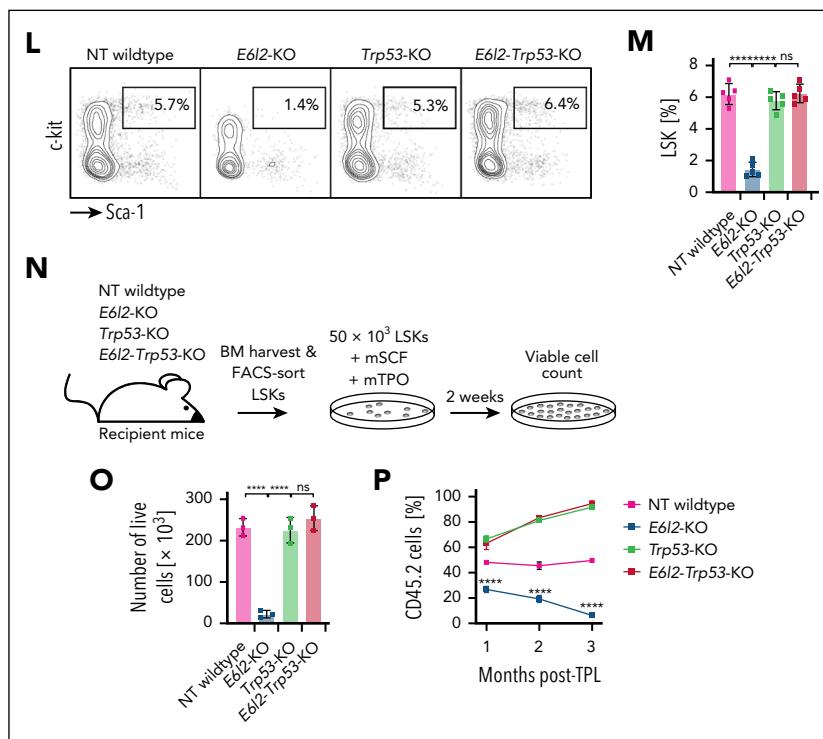 L
NT wildtype
E6l2-KO
Trp53-KO
E6l2-Trp53-KO
5.7%
1.4%
5.3%
6.4%
c-kit
Sca-1
M
********
ns
8
6
4
2
0
LSK [%]
NT wildtype
E6l2-KO
Trp53-KO
E6l2-Trp53-KO
N
NT wildtype
E6l2-KO
Trp53-KO
E6l2-Trp53-KO
Recipient mice
BM harvest &
FACS-sort
LSKs
50 × 10³ LSKs
+ mSCF
+ mTPO
2 weeks
Viable cell
count
O
**** **** ns
300
200
100
0
Number of live
cells [× 10³]
NT wildtype
E6l2-KO
Trp53-KO
E6l2-Trp53-KO
P
100
80
60
40
20
0
CD45.2 cells [%]
****
****
****
1 2 3
Months post-TPL
NT wildtype
E6l2-KO
Trp53-KO
E6l2-Trp53-KO